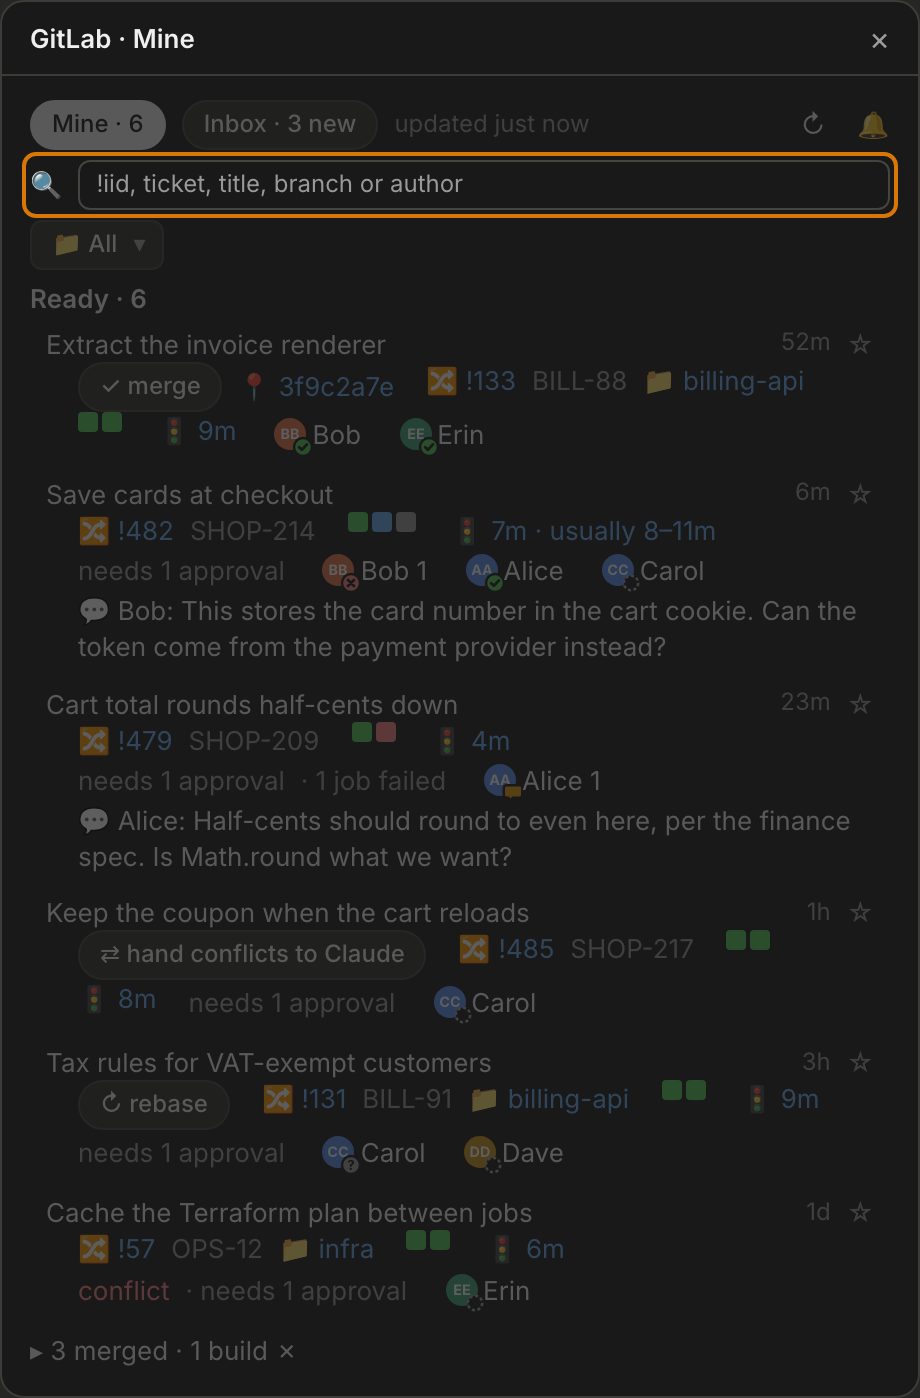 GitLab · Mine ×
Mine · 6 Inbox · 3 new updated just now
!iid, ticket, title, branch or author
All ▾
Ready · 6
Extract the invoice renderer 52m ☆
✓ merge 3f9c2a7e !133 BILL-88 billing-api
9m BB Bob EE Erin
Save cards at checkout 6m ☆
!482 SHOP-214 7m · usually 8–11m
needs 1 approval BB Bob 1 AA Alice CC Carol
Bob: This stores the card number in the cart cookie. Can the
token come from the payment provider instead?
Cart total rounds half-cents down 23m ☆
!479 SHOP-209 4m
needs 1 approval · 1 job failed AA Alice 1
Alice: Half-cents should round to even here, per the finance
spec. Is Math.round what we want?
Keep the coupon when the cart reloads 1h ☆
⇄ hand conflicts to Claude !485 SHOP-217
8m needs 1 approval CC Carol
Tax rules for VAT-exempt customers 3h ☆
↻ rebase !131 BILL-91 billing-api 9m
needs 1 approval CC ? Carol DD Dave
Cache the Terraform plan between jobs 1d ☆
!57 OPS-12 infra 6m
conflict · needs 1 approval EE Erin
▸ 3 merged · 1 build ×